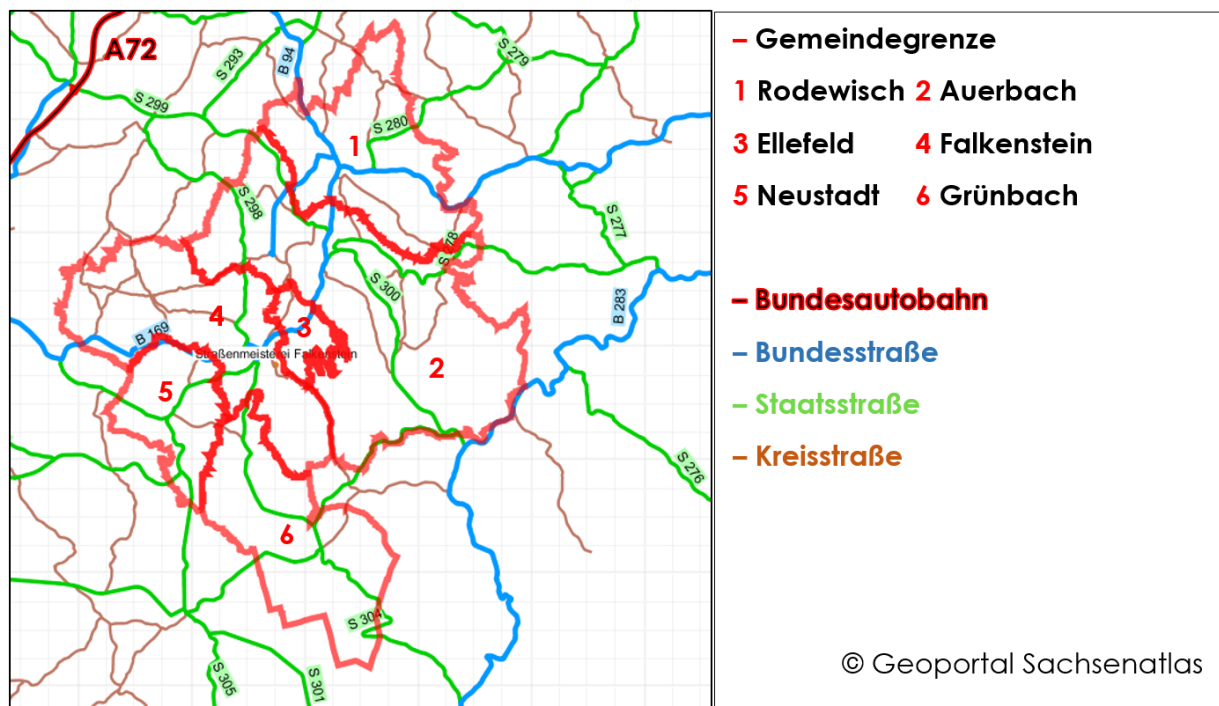 A72
S 293
B 94
S 279
S 299
S 280
1
S 298
S 277
S 278
S 300
B 283
4
3
B 169
Straßenmeisterei Falkenstein
2
5
S 276
6
S 304
S 305
S 301
– Gemeindegrenze
1 Rodewisch 2 Auerbach
3 Ellefeld 4 Falkenstein
5 Neustadt 6 Grünbach
– Bundesautobahn
– Bundesstraße
– Staatsstraße
– Kreisstraße
© Geoportal Sachsenatlas